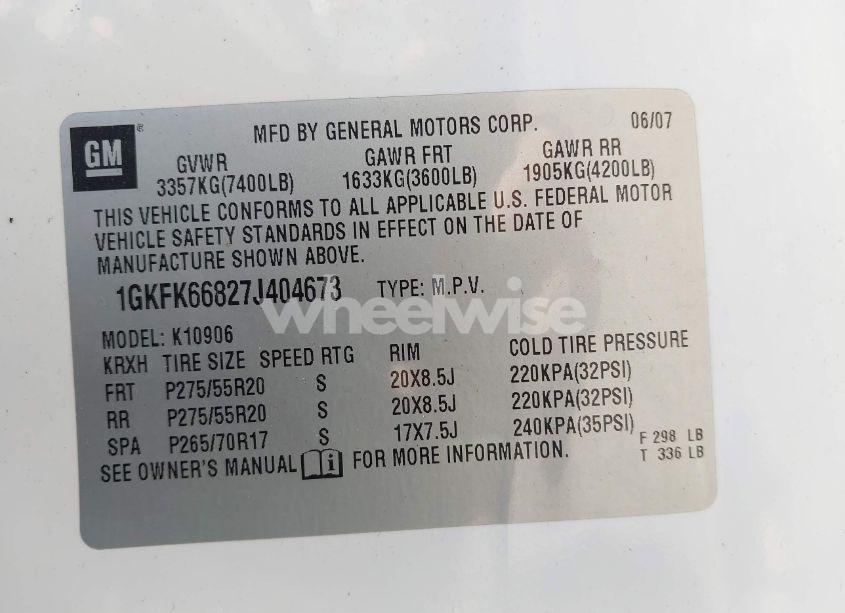 GM®
MFD BY GENERAL MOTORS CORP. 06/07
GVWR GAWR FRT GAWR RR
3357KG(7400LB) 1633KG(3600LB) 1905KG(4200LB)
THIS VEHICLE CONFORMS TO ALL APPLICABLE U.S. FEDERAL MOTOR
VEHICLE SAFETY STANDARDS IN EFFECT ON THE DATE OF
MANUFACTURE SHOWN ABOVE.
1GKFK66827J404673 TYPE: M.P.V.
wheelwise
MODEL: K10906
KRXH TIRE SIZE SPEED RTG RIM COLD TIRE PRESSURE
FRT P275/55R20 S 20X8.5J 220KPA(32PSI)
RR P275/55R20 S 20X8.5J 220KPA(32PSI)
SPA P265/70R17 S 17X7.5J 240KPA(35PSI)
F 298 LB
T 336 LB
SEE OWNER'S MANUAL i FOR MORE INFORMATION.